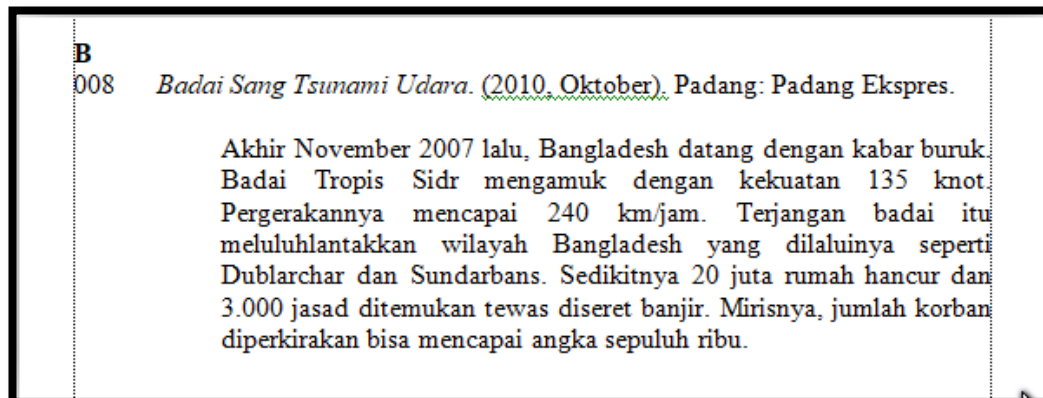 B
008 Badai Sang Tsunami Udara. (2010, Oktober). Padang: Padang Ekspres.
Akhir November 2007 lalu, Bangladesh datang dengan kabar buruk.
Badai Tropis Sidr mengamuk dengan kekuatan 135 knot.
Pergerakannya mencapai 240 km/jam. Terjangan badai itu
meluluhlantakkan wilayah Bangladesh yang dilaluinya seperti
Dublarchar dan Sundarbans. Sedikitnya 20 juta rumah hancur dan
3.000 jasad ditemukan tewas diseret banjir. Mirisnya, jumlah korban
diperkirakan bisa mencapai angka sepuluh ribu.